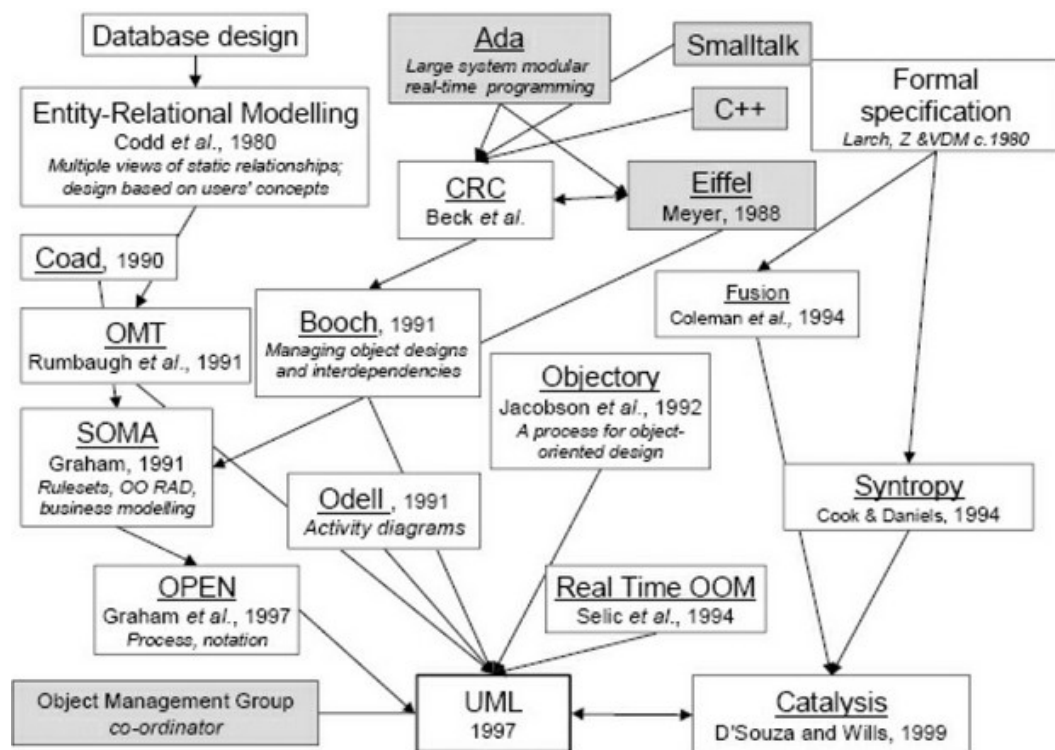 Database design
Ada
Large system modular
real-time programming
Smalltalk
Entity-Relational Modelling
Codd et al., 1980
Multiple views of static relationships;
design based on users' concepts
C++
Formal
specification
Larch, Z &VDM c.1980
CRC
Beck et al.
Eiffel
Meyer, 1988
Coad, 1990
OMT
Rumbaugh et al., 1991
Booch, 1991
Managing object designs
and interdependencies
Fusion
Coleman et al., 1994
Objectory
Jacobson et al., 1992
A process for object-
oriented design
SOMA
Graham, 1991
Rulesets, OO RAD,
business modelling
Odell , 1991
Activity diagrams
Syntropy
Cook & Daniels, 1994
OPEN
Graham et al., 1997
Process, notation
Real Time OOM
Selic et al., 1994
Object Management Group
co-ordinator
UML
1997
Catalysis
D'Souza and Wills, 1999